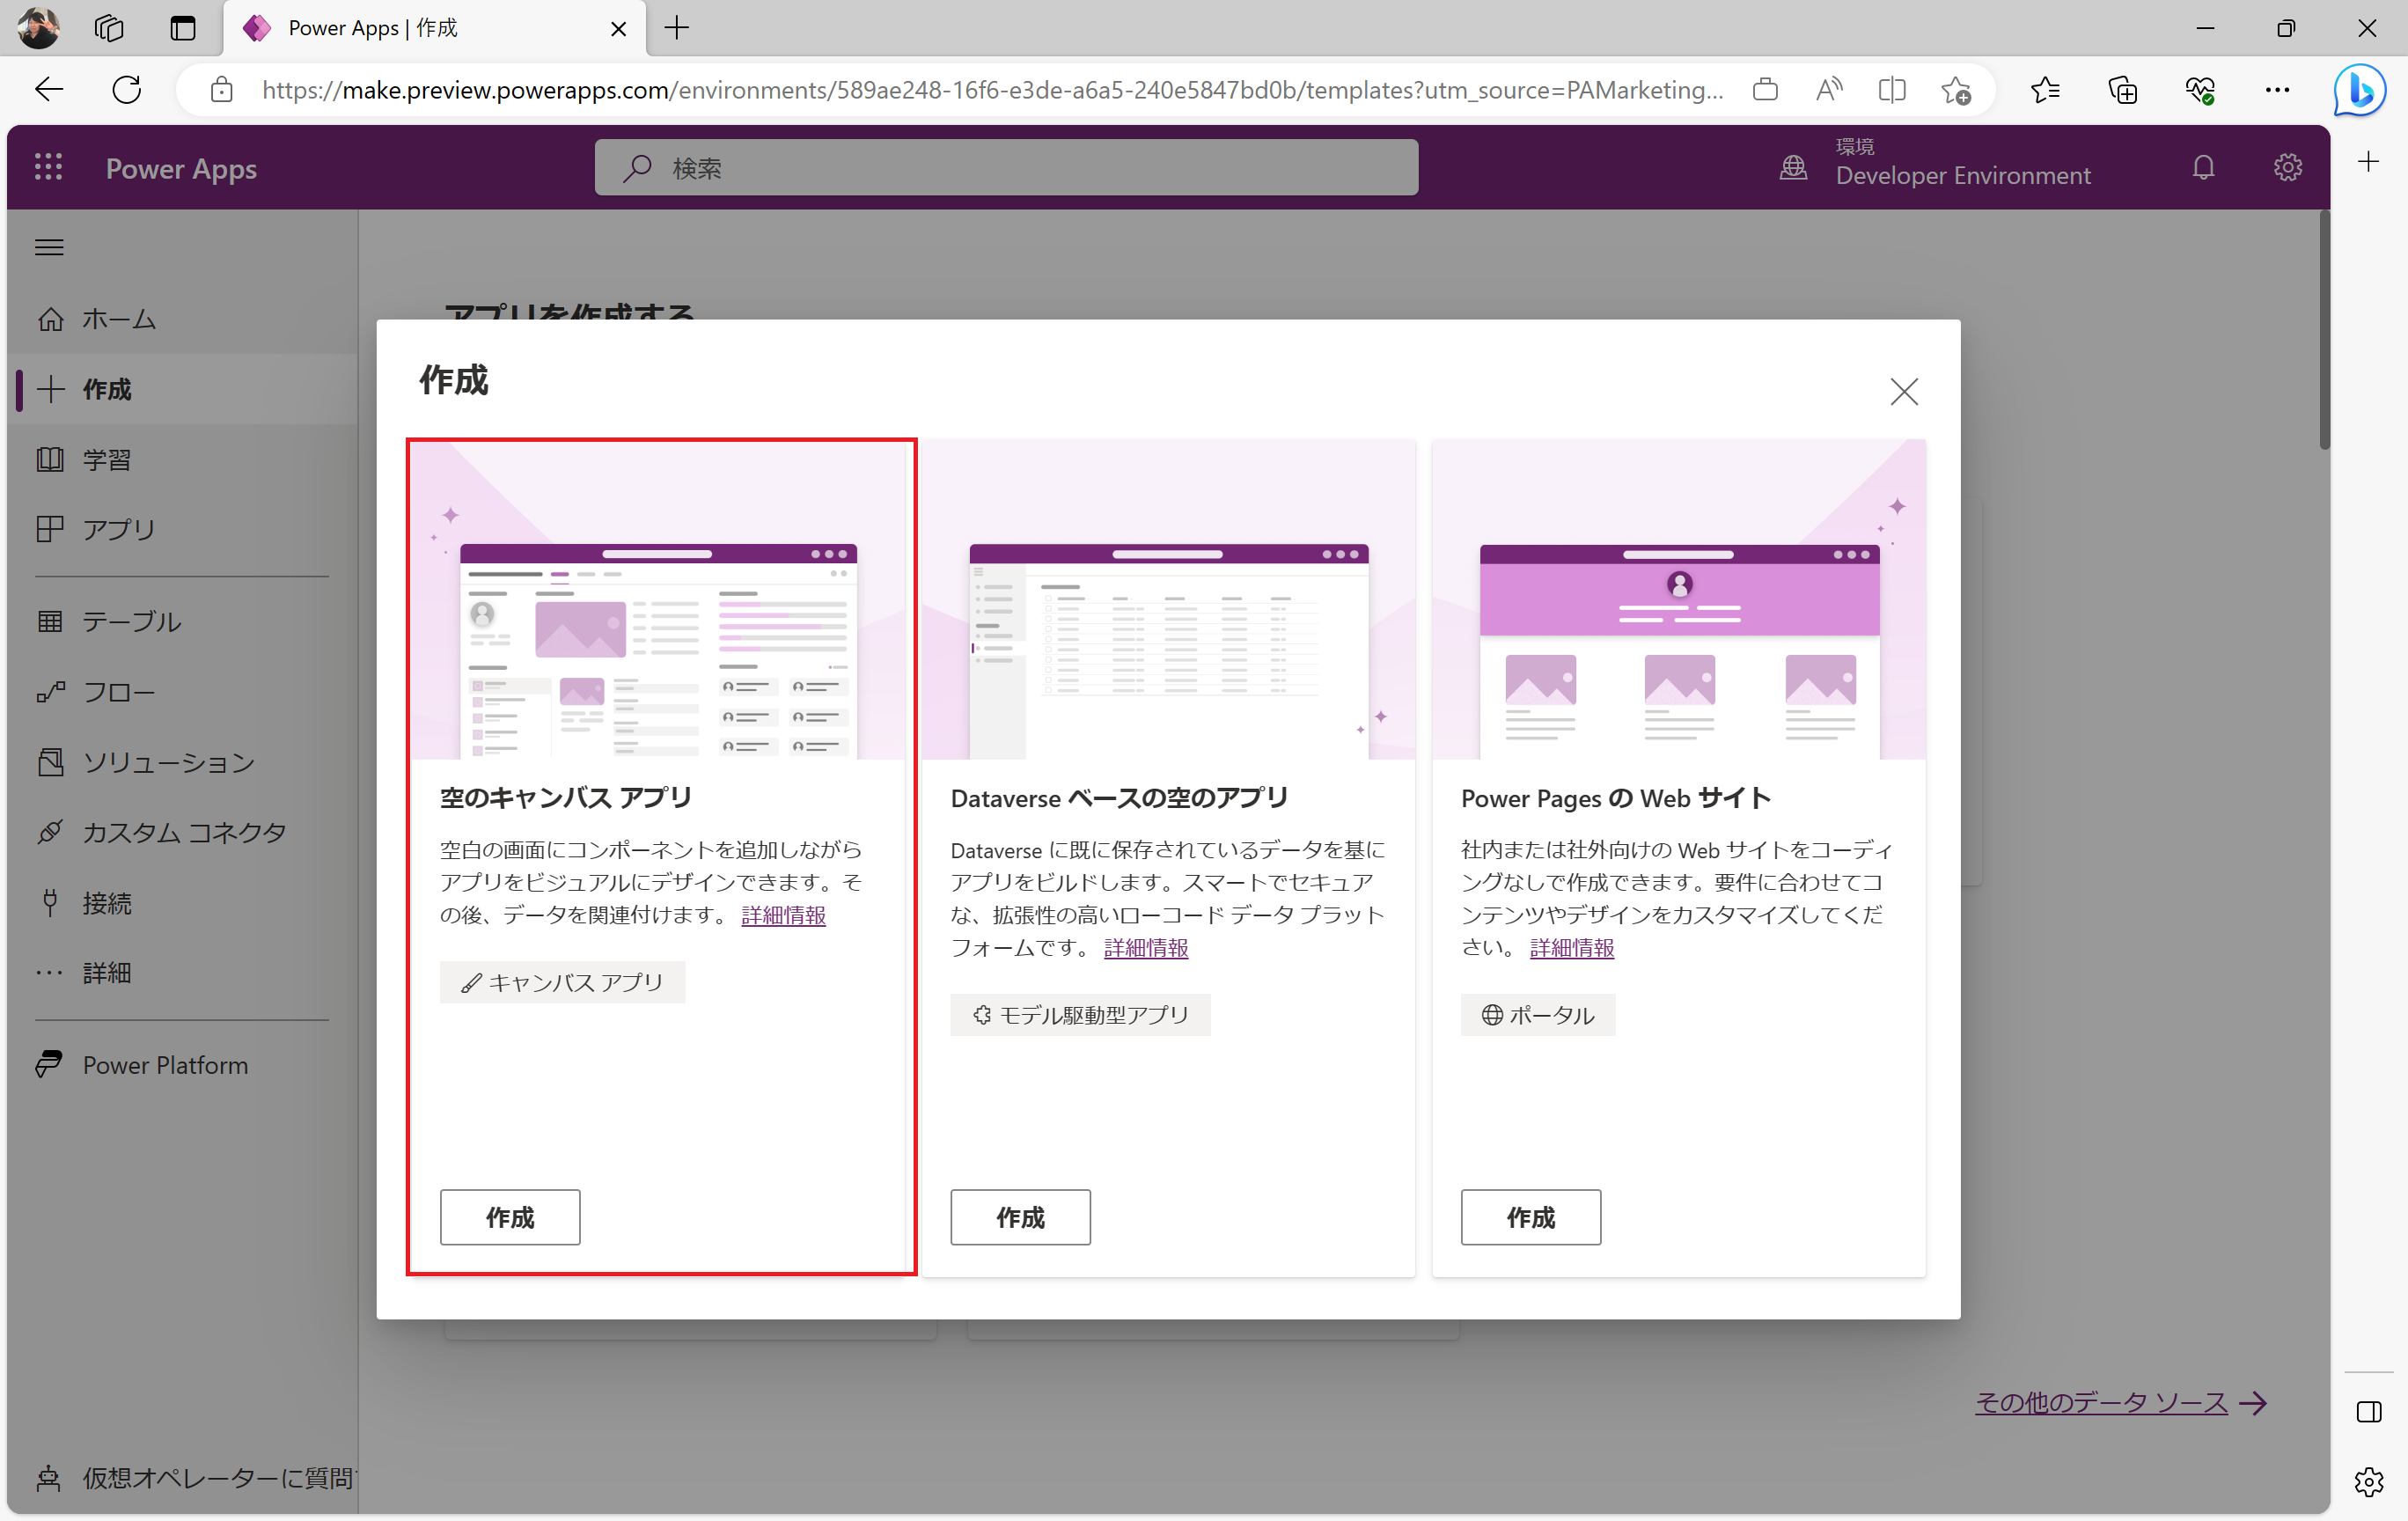 Power Apps | 作成
https://make.preview.powerapps.com/environments/589ae248-16f6-e3de-a6a5-240e5847bd0b/templates?utm_source=PAMarketing...
Power Apps
検索
環境
Developer Environment
ホーム
作成
学習
アプリ
テーブル
フロー
ソリューション
カスタム コネクタ
接続
詳細
Power Platform
仮想オペレーターに質問
アプリを作成する
作成
空のキャンバス アプリ
空白の画面にコンポーネントを追加しながら
アプリをビジュアルにデザインできます。そ
の後、データを関連付けます。 詳細情報
キャンバス アプリ
作成
Dataverse ベースの空のアプリ
Dataverse に既に保存されているデータを基に
アプリをビルドします。スマートでセキュア
な、拡張性の高いローコード データ プラット
フォームです。 詳細情報
モデル駆動型アプリ
作成
Power Pages の Web サイト
社内または社外向けの Web サイトをコーディ
ングなしで作成できます。要件に合わせてコ
ンテンツやデザインをカスタマイズしてくだ
さい。 詳細情報
ポータル
作成
その他のデータ ソース